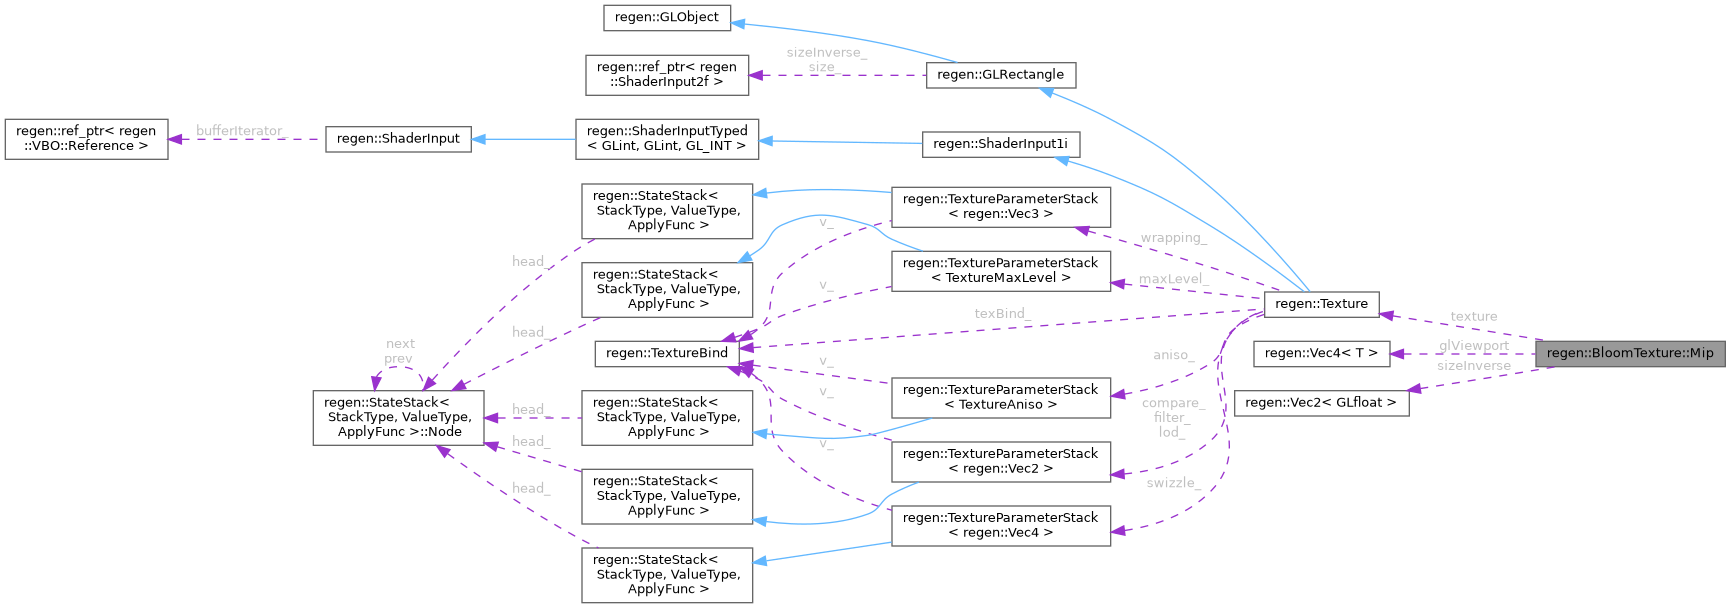 regen::GLObject
sizeInverse_
size_
regen::ref_ptr< regen
::ShaderInput2f >
regen::GLRectangle
regen::ref_ptr< regen
::VBO::Reference >
bufferIterator_
regen::ShaderInput
regen::ShaderInputTyped
< GLint, GLint, GL_INT >
regen::ShaderInput1i
regen::StateStack<
StackType, ValueType,
ApplyFunc >
regen::TextureParameterStack
< regen::Vec3 >
v_
wrapping_
head_
regen::StateStack<
StackType, ValueType,
ApplyFunc >
regen::TextureParameterStack
< TextureMaxLevel >
v_
maxLevel_
regen::Texture
texBind_
texture
head_
next
prev
regen::TextureBind
glViewport
regen::Vec4< T >
regen::BloomTexture::Mip
sizeInverse
aniso_
v_
regen::StateStack<
StackType, ValueType,
ApplyFunc >::Node
head_
regen::StateStack<
StackType, ValueType,
ApplyFunc >
v_
regen::TextureParameterStack
< TextureAniso >
compare_
filter_
lod_
regen::Vec2< GLfloat >
head_
v_
regen::TextureParameterStack
< regen::Vec2 >
regen::StateStack<
StackType, ValueType,
ApplyFunc >
head_
swizzle_
regen::TextureParameterStack
< regen::Vec4 >
regen::StateStack<
StackType, ValueType,
ApplyFunc >